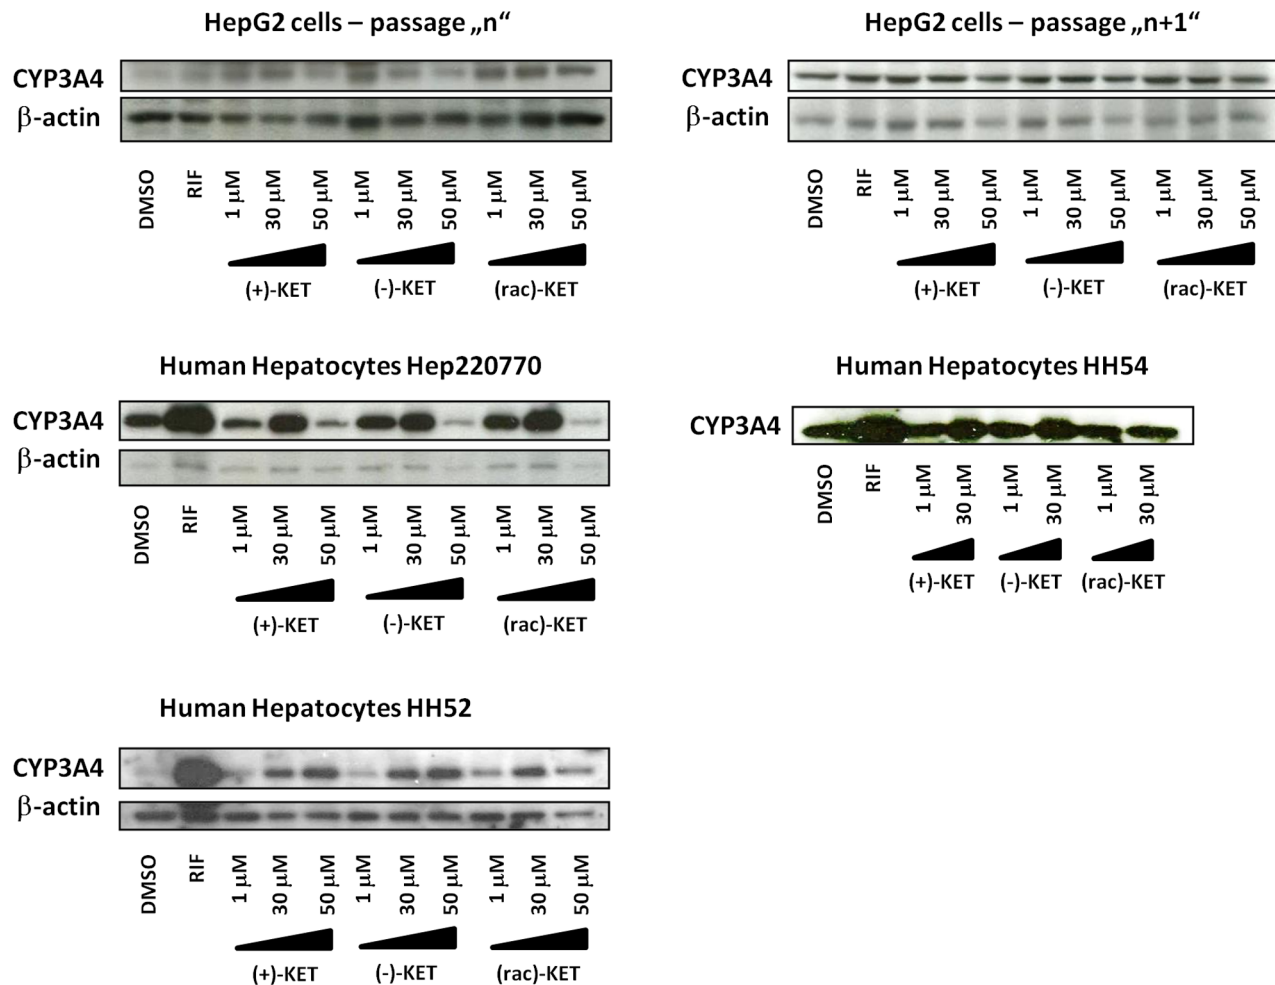 HepG2 cells – passage „n“
CYP3A4
β-actin
DMSO
RIF
1 µM
30 µM
50 µM
1 µM
30 µM
50 µM
1 µM
30 µM
50 µM
(+)-KET
(-)-KET
(rac)-KET
HepG2 cells – passage „n+1“
CYP3A4
β-actin
DMSO
RIF
1 µM
30 µM
50 µM
1 µM
30 µM
50 µM
1 µM
30 µM
50 µM
(+)-KET
(-)-KET
(rac)-KET
Human Hepatocytes Hep220770
CYP3A4
β-actin
DMSO
RIF
1 µM
30 µM
50 µM
1 µM
30 µM
50 µM
1 µM
30 µM
50 µM
(+)-KET
(-)-KET
(rac)-KET
Human Hepatocytes HH54
CYP3A4
DMSO
RIF
1 µM
30 µM
1 µM
30 µM
1 µM
30 µM
(+)-KET
(-)-KET
(rac)-KET
Human Hepatocytes HH52
CYP3A4
β-actin
DMSO
RIF
1 µM
30 µM
50 µM
1 µM
30 µM
50 µM
1 µM
30 µM
50 µM
(+)-KET
(-)-KET
(rac)-KET